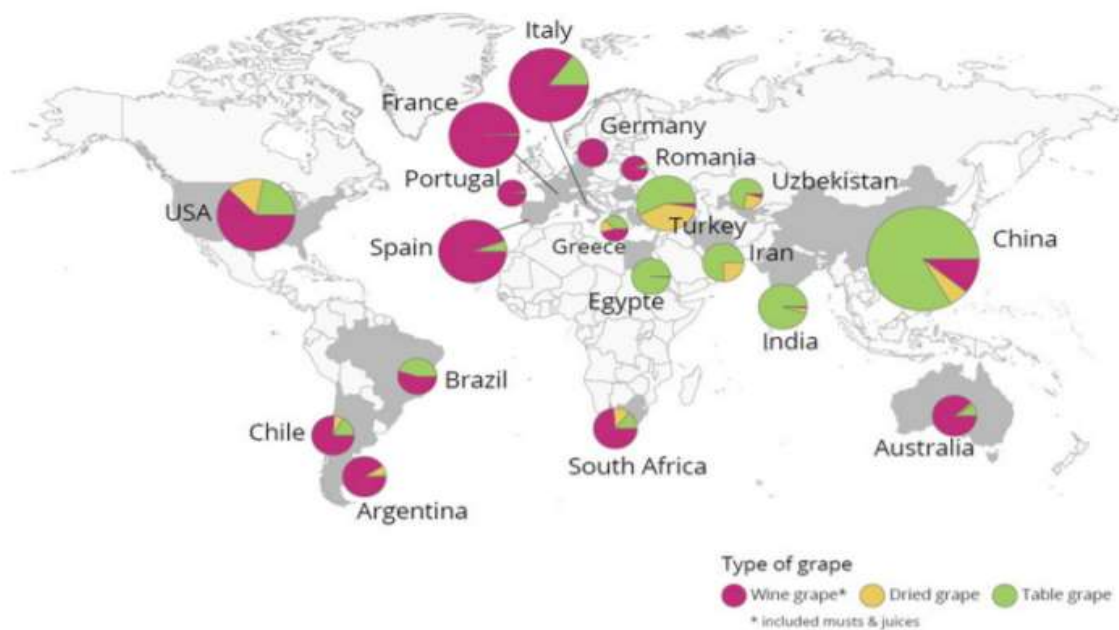 Italy
France
Germany
Romania
Portugal
Uzbekistan
USA
Turkey
China
Spain
Greece
Iran
Egypte
India
Brazil
Chile
Australia
South Africa
Argentina
Type of grape
Wine grape* Dried grape Table grape
* included musts & juices